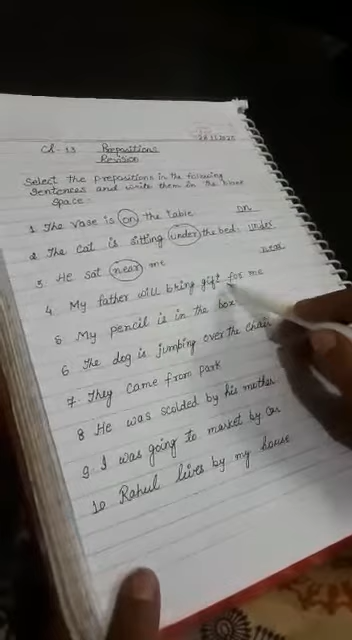 Ch-13 Prepositions
Revision
Select the prepositions in the following
sentences and write them in the blank
space:
1 The vase is on the table on
2 The cat is sitting under the bed. under
3 He sat near me near
4. My father will bring gift for me
5 My pencil is in the box
6 The dog is jumping over the chair
7. They came from park
8 He was scolded by his mother
9. I was going to market by car
10 Rahul lives by my house